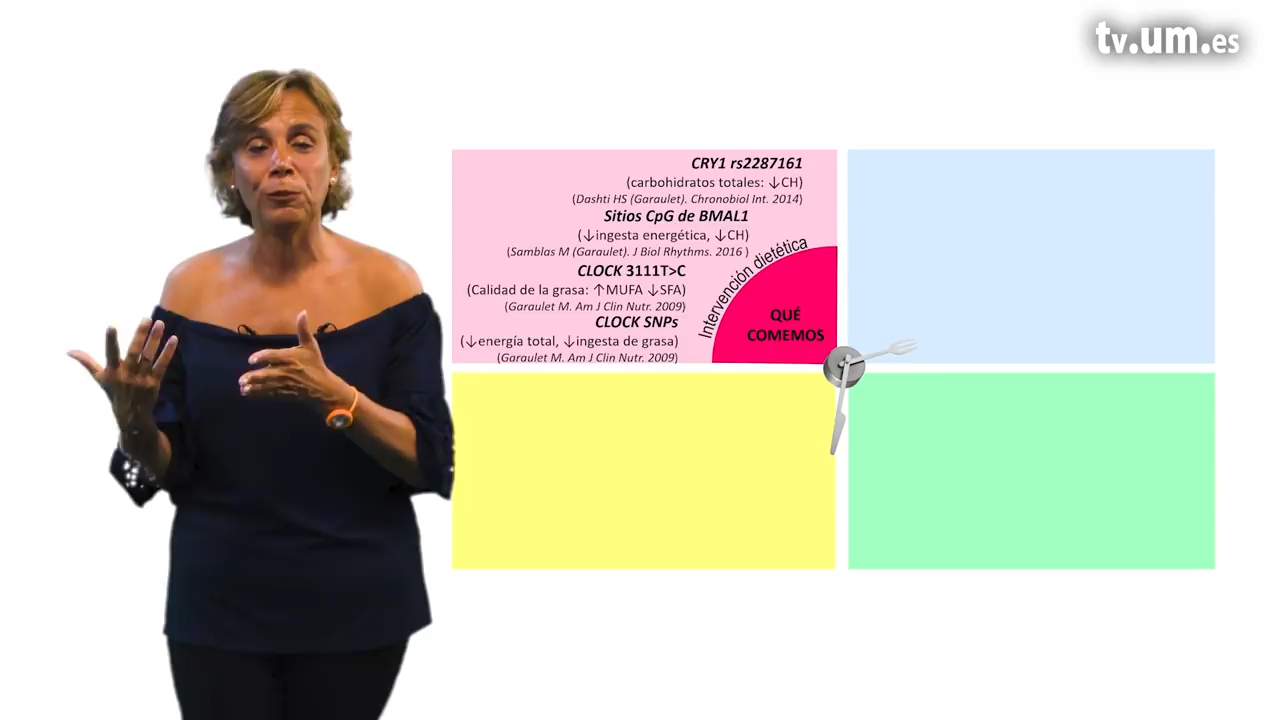 tv.um.es
CRY1 rs2287161
(carbohidratos totales: ↓CH)
(Dashti HS (Garaulet). Chronobiol Int. 2014)
Sitios CpG de BMAL1
(↓ingesta energética, ↓CH)
(Samblas M (Garaulet). J Biol Rhythms. 2016 )
CLOCK 3111T>C
(Calidad de la grasa: ↑MUFA ↓SFA)
(Garaulet M. Am J Clin Nutr. 2009)
CLOCK SNPs
(↓energía total, ↓ingesta de grasa)
(Garaulet M. Am J Clin Nutr. 2009)
Intervención dietética
QUÉ
COMEMOS